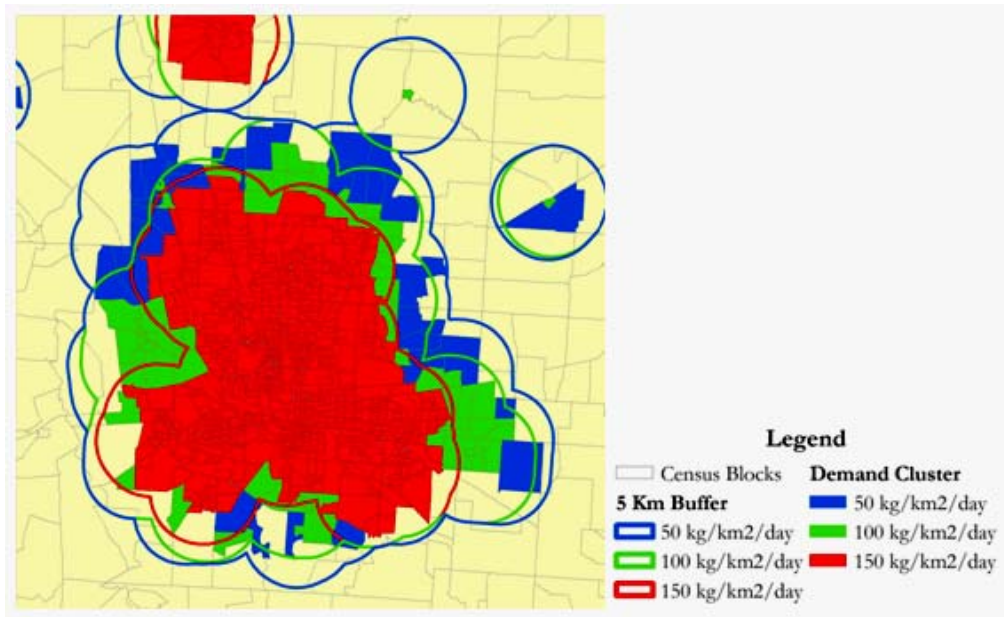 Legend
Census Blocks Demand Cluster
5 Km Buffer 50 kg/km2/day
50 kg/km2/day 100 kg/km2/day
100 kg/km2/day 150 kg/km2/day
150 kg/km2/day